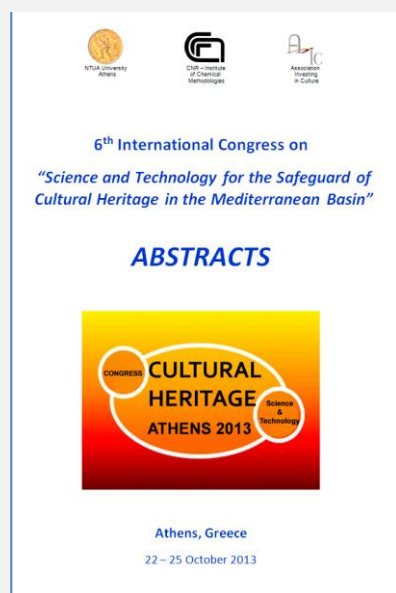 NTUA University
Athens
CNR – Institute
of Chemical
Methodologies
Association
Investing
in Culture
6th International Congress on
“Science and Technology for the Safeguard of
Cultural Heritage in the Mediterranean Basin”
ABSTRACTS
CONGRESS
CULTURAL
HERITAGE
ATHENS 2013
Science
&
Technology
Athens, Greece
22 – 25 October 2013